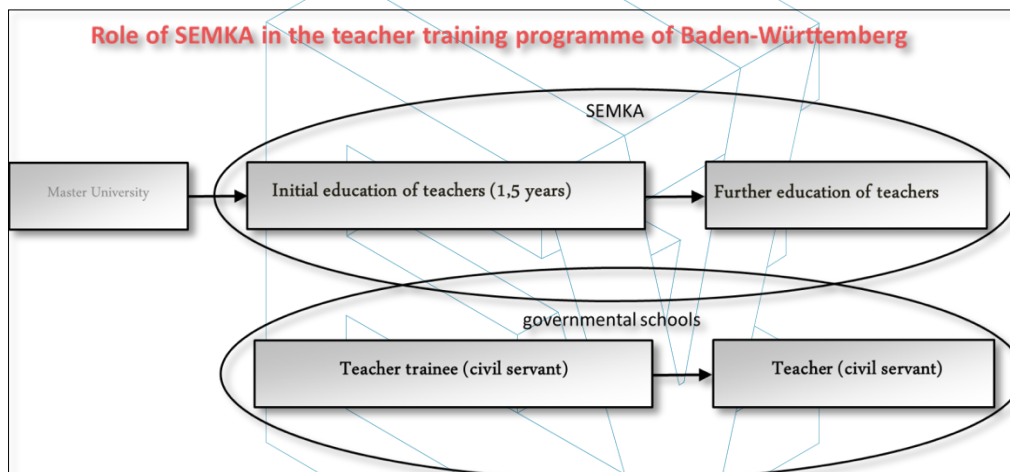 Role of SEMKA in the teacher training programme of Baden-Württemberg
SEMKA
Master University
Initial education of teachers (1,5 years)
Further education of teachers
governmental schools
Teacher trainee (civil servant)
Teacher (civil servant)